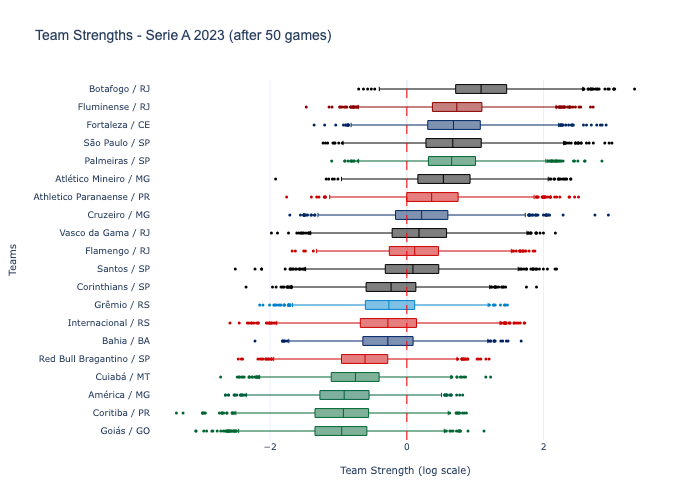 Team Strengths - Serie A 2023 (after 50 games)
Botafogo / RJ
Fluminense / RJ
Fortaleza / CE
São Paulo / SP
Palmeiras / SP
Atlético Mineiro / MG
Athletico Paranaense / PR
Cruzeiro / MG
Vasco da Gama / RJ
Flamengo / RJ
Santos / SP
Corinthians / SP
Grêmio / RS
Internacional / RS
Bahia / BA
Red Bull Bragantino / SP
Cuiabá / MT
América / MG
Coritiba / PR
Goiás / GO
Teams
−2 0 2
Team Strength (log scale)